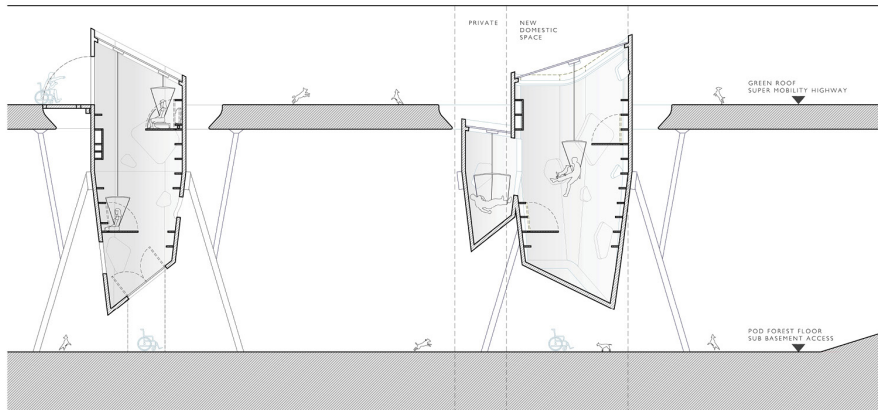 PRIVATE
NEW
DOMESTIC
SPACE
GREEN ROOF
SUPER MOBILITY HIGHWAY
POD FOREST FLOOR
SUB BASEMENT ACCESS